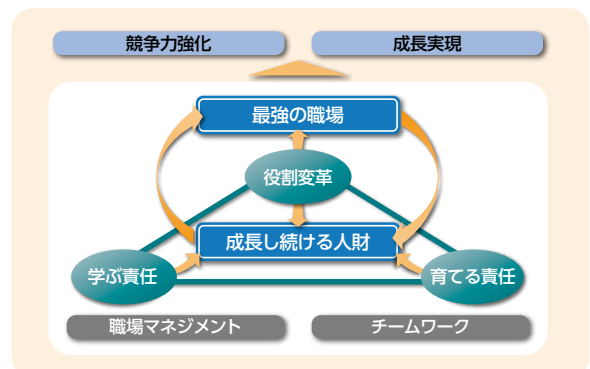 競争力強化
成長実現
最強の職場
役割変革
成長し続ける人財
学ぶ責任
育てる責任
職場マネジメント
チームワーク